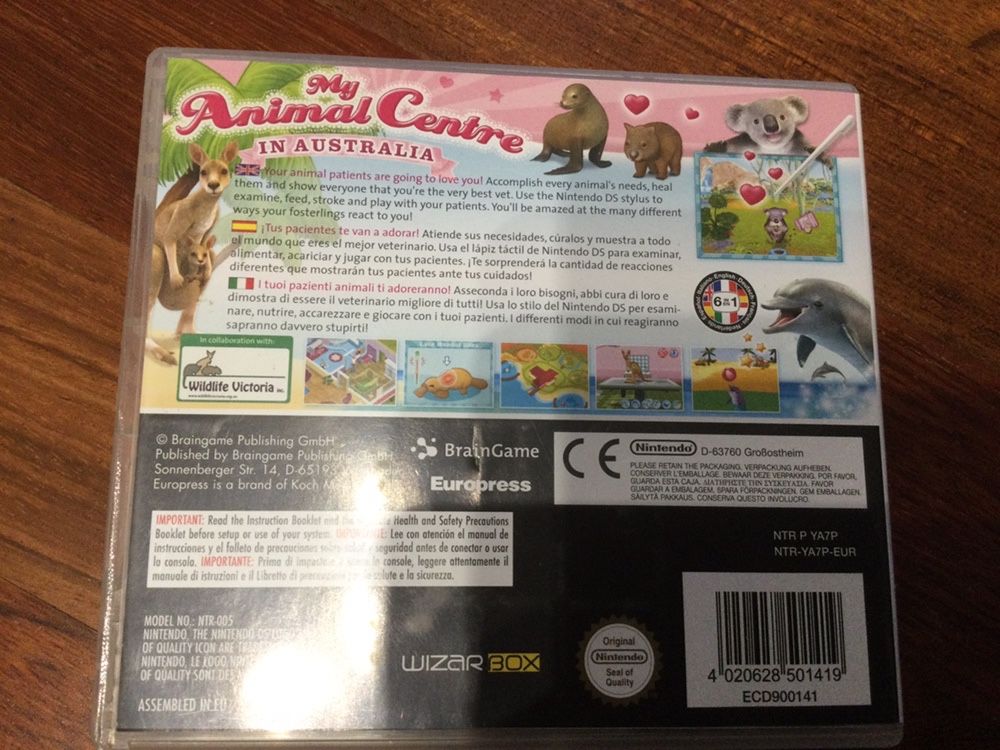 My
Animal Centre
IN AUSTRALIA
Your animal patients are going to love you! Accomplish every animal's needs, heal
them and show everyone that you're the very best vet. Use the Nintendo DS stylus to
examine, feed, stroke and play with your patients. You'll be amazed at the many different
ways your fosterlings react to you!
¡Tus pacientes te van a adorar! Atiende sus necesidades, cúralos y muestra a todo
el mundo que eres el mejor veterinario. Usa el lápiz táctil de Nintendo DS para examinar,
alimentar, acariciar y jugar con tus pacientes. ¡Te sorprenderá la cantidad de reacciones
diferentes que mostrarán tus pacientes ante tus cuidados!
I tuoi pazienti animali ti adoreranno! Asseconda i loro bisogni, abbi cura di loro e
dimostra di essere il veterinario migliore di tutti! Usa lo stilo del Nintendo DS per esami-
nare, nutrire, accarezzare e giocare con i tuoi pazienti. I differenti modi in cui reagiranno
sapranno davvero stupirti!
Español Italiano English Deutsch Français Nederlands
6 in 1
In collaboration with:
Wildlife Victoria INC.
www.wildlifevictoria.org.au
© Braingame Publishing GmbH
Published by Braingame Publishing GmbH
Sonnenberger Str. 14, D-65193
Europress is a brand of Koch
BrainGame
Europress
CE
Nintendo D-63760 Großostheim
PLEASE RETAIN THE PACKAGING. VERPACKUNG AUFHEBEN.
CONSERVER L'EMBALLAGE. BEWAAR DEZE VERPAKKING. POR FAVOR,
GUARDA ESTA CAJA. ΔΙΑΤΗΡΗΣΤΕ ΤΗΝ ΣΥΣΚΕΥΑΣΙΑ. FAVOR
GUARDAR A EMBALAGEM. SPARA FÖRPACKNINGEN. GEM EMBALLAGEN.
SÄILYTÄ PAKKAUS. CONSERVA QUESTO INVOLUCRO.
IMPORTANT: Read the Instruction Booklet and the Health and Safety Precautions
Booklet before setup or use of your system. IMPORTANTE: Lee con atención el manual de
instrucciones y el folleto de precauciones sobre salud y seguridad antes de conectar o usar
la consola. IMPORTANTE: Prima di console, leggere attentamente il
manuale di istruzioni e il Libretto di precauzioni salute e la sicurezza.
NTR P YA7P
NTR-YA7P-EUR
MODEL NO.: NTR-005
NINTENDO, THE NINTENDO DS
OF QUALITY ICON ARE
NINTENDO, LE LOGO
OF QUALITY SONT DES
ASSEMBLED IN EU
WIZARBOX
Original
Nintendo
Seal of
Quality
4 020628 501419
ECD900141